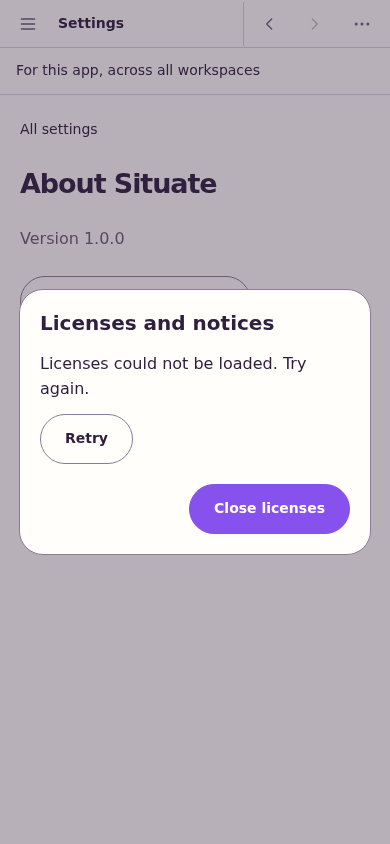 Settings
For this app, across all workspaces
All settings
About Situate
Version 1.0.0
Licenses and notices
Licenses could not be loaded. Try
again.
Retry
Close licenses